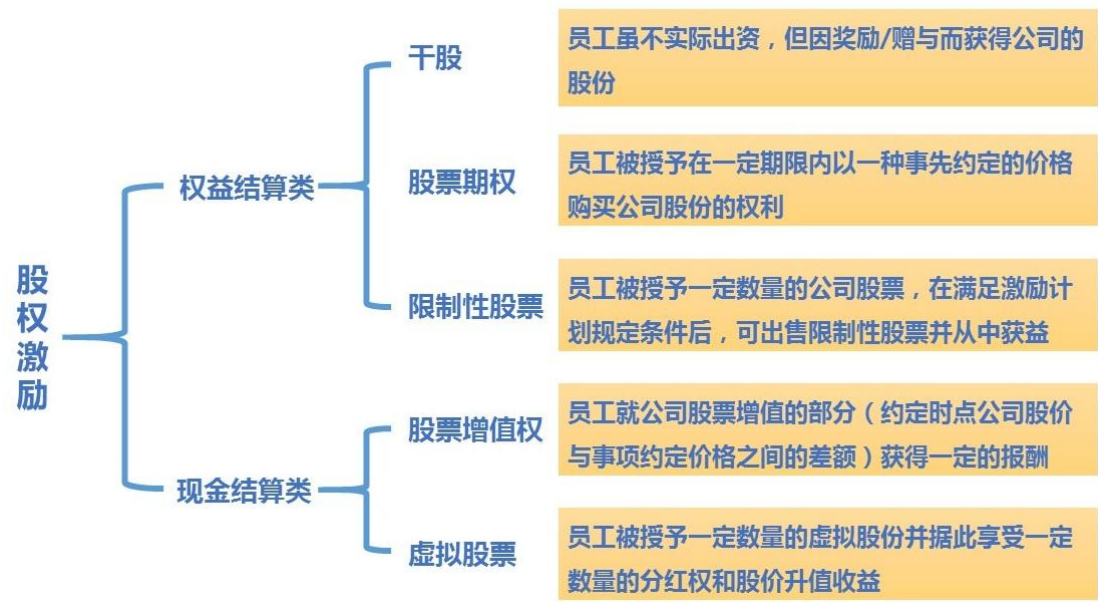 股权激励
权益结算类
干股
员工虽不实际出资，但因奖励/赠与而获得公司的
股份
股票期权
员工被授予在一定期限内以一种事先约定的价格
购买公司股份的权利
限制性股票
员工被授予一定数量的公司股票，在满足激励计
划规定条件后，可出售限制性股票并从中获益
现金结算类
股票增值权
员工就公司股票增值的部分（约定时点公司股价
与事项约定价格之间的差额）获得一定的报酬
虚拟股票
员工被授予一定数量的虚拟股份并据此享受一定
数量的分红权和股价升值收益